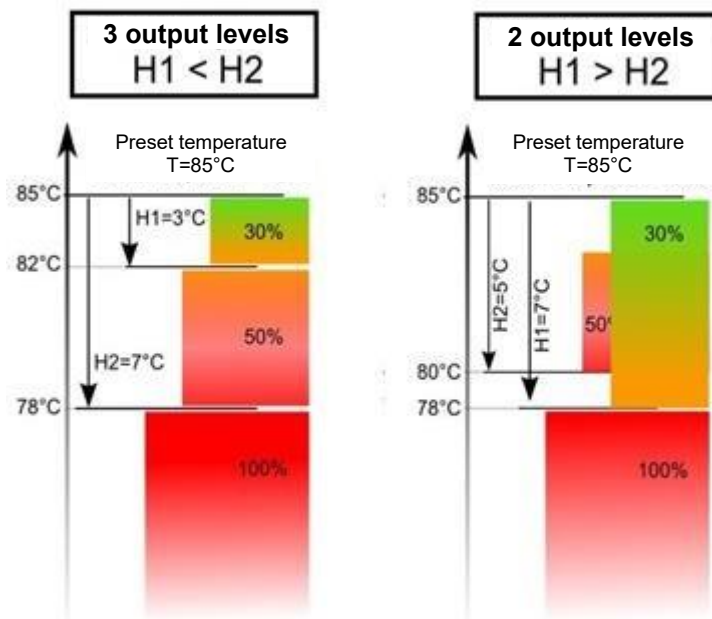 3 output levels
H1 < H2
Preset temperature
T=85°C
85°C
H1=3°C
30%
82°C
50%
H2=7°C
78°C
100%
2 output levels
H1 > H2
Preset temperature
T=85°C
85°C
30%
H2=5°C
H1=7°C
50
80°C
78°C
100%